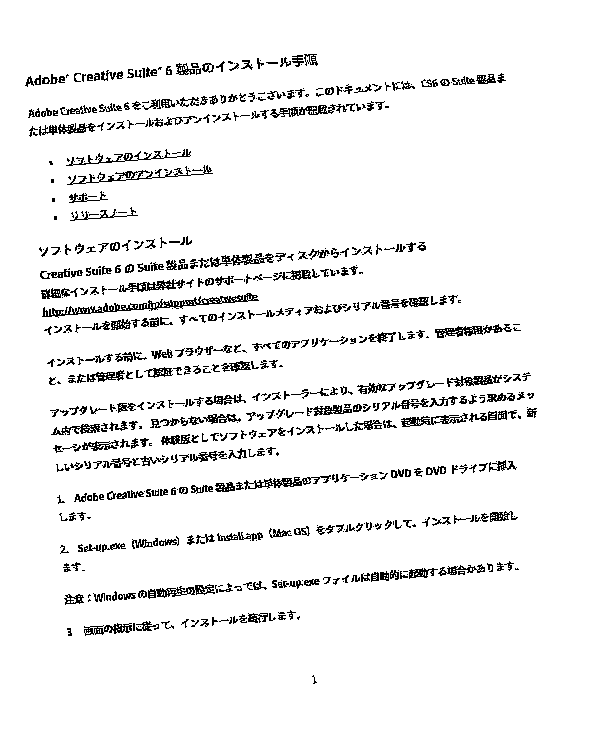 Adobe® Creative Suite® 6 製品のインストール手順
Adobe Creative Suite 6 をご利用いただきありがとうございます。このドキュメントには、CS6 の Suite 製品ま
たは単体製品をインストールおよびアンインストールする手順が記載されています。
• ソフトウェアのインストール
• ソフトウェアのアンインストール
• サポート
• リリースノート
ソフトウェアのインストール
Creative Suite 6 の Suite 製品または単体製品をディスクからインストールする
詳細なインストール手順は弊社サイトのサポートページに掲載しています。
http://www.adobe.com/jp/support/creativesuite
インストールを開始する前に、すべてのインストールメディアおよびシリアル番号を確認します。
インストールする前に、Web ブラウザーなど、すべてのアプリケーションを終了します。管理者権限があるこ
と、または管理者として認証できることを確認します。
アップグレード版をインストールする場合は、インストーラーにより、有効なアップグレード対象製品がシステ
ム内で検索されます。 見つからない場合は、アップグレード対象製品のシリアル番号を入力するよう求めるメッ
セージが表示されます。 体験版としてソフトウェアをインストールした場合は、起動時に表示される画面で、新
しいシリアル番号と古いシリアル番号を入力します。
1. Adobe Creative Suite 6 の Suite 製品または単体製品のアプリケーション DVD を DVD ドライブに挿入
します。
2. Set-up.exe（Windows）または Install.app（Mac OS）をダブルクリックして、インストールを開始し
ます。
注意：Windows の自動再生の設定によっては、Set-up.exe ファイルは自動的に起動する場合があります。
3. 画面の指示に従って、インストールを続行します。
1